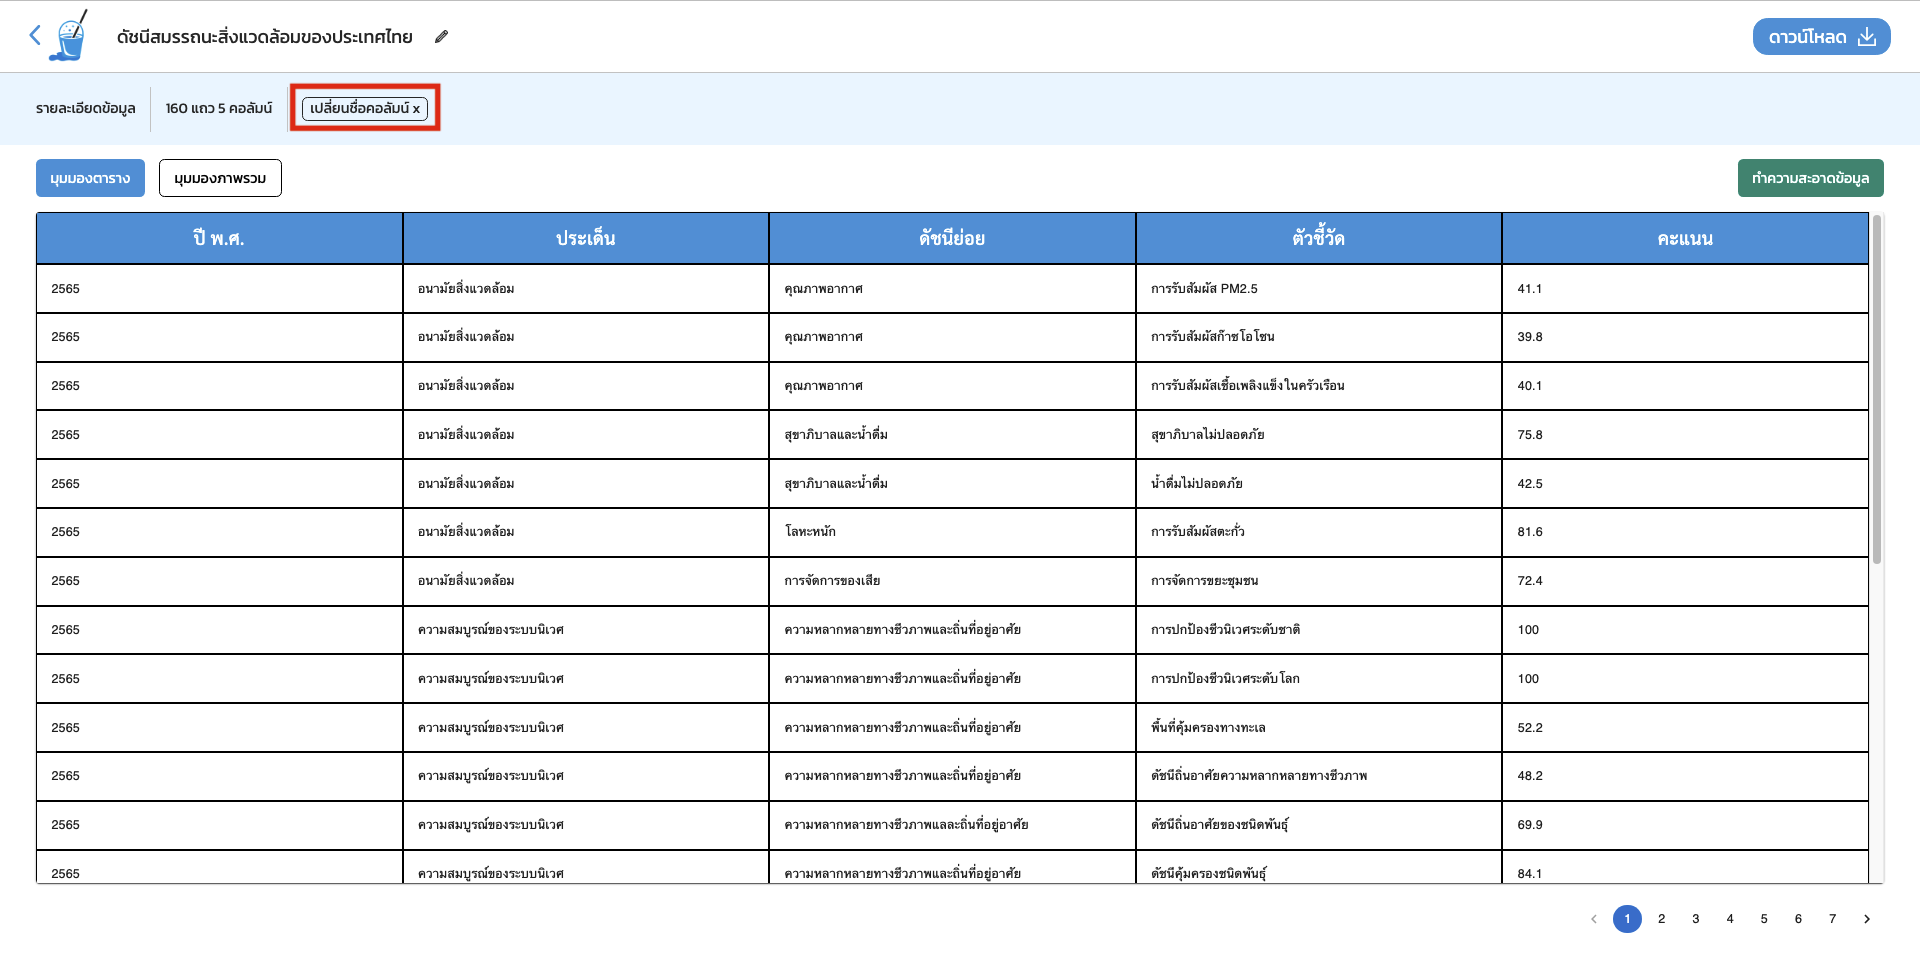 ดัชนีสมรรถนะสิ่งแวดล้อมของประเทศไทย
ดาวน์โหลด
รายละเอียดข้อมูล 160 แถว 5 คอลัมน์ เปลี่ยนชื่อคอลัมน์ x
มุมมองตาราง มุมมองภาพรวม ทำความสะอาดข้อมูล
ปี พ.ศ. ประเด็น ดัชนีย่อย ตัวชี้วัด คะแนน
2565 อนามัยสิ่งแวดล้อม คุณภาพอากาศ การรับสัมผัส PM2.5 41.1
2565 อนามัยสิ่งแวดล้อม คุณภาพอากาศ การรับสัมผัสก๊าซโอโซน 39.8
2565 อนามัยสิ่งแวดล้อม คุณภาพอากาศ การรับสัมผัสเชื้อเพลิงแข็งในครัวเรือน 40.1
2565 อนามัยสิ่งแวดล้อม สุขาภิบาลและน้ำดื่ม สุขาภิบาลไม่ปลอดภัย 75.8
2565 อนามัยสิ่งแวดล้อม สุขาภิบาลและน้ำดื่ม น้ำดื่มไม่ปลอดภัย 42.5
2565 อนามัยสิ่งแวดล้อม โลหะหนัก การรับสัมผัสตะกั่ว 81.6
2565 อนามัยสิ่งแวดล้อม การจัดการของเสีย การจัดการขยะชุมชน 72.4
2565 ความสมบูรณ์ของระบบนิเวศ ความหลากหลายทางชีวภาพและถิ่นที่อยู่อาศัย การปกป้องชีวนิเวศระดับชาติ 100
2565 ความสมบูรณ์ของระบบนิเวศ ความหลากหลายทางชีวภาพและถิ่นที่อยู่อาศัย การปกป้องชีวนิเวศระดับโลก 100
2565 ความสมบูรณ์ของระบบนิเวศ ความหลากหลายทางชีวภาพและถิ่นที่อยู่อาศัย พื้นที่คุ้มครองทางทะเล 52.2
2565 ความสมบูรณ์ของระบบนิเวศ ความหลากหลายทางชีวภาพและถิ่นที่อยู่อาศัย ดัชนีถิ่นอาศัยความหลากหลายทางชีวภาพ 48.2
2565 ความสมบูรณ์ของระบบนิเวศ ความหลากหลายทางชีวภาพแลละถิ่นที่อยู่อาศัย ดัชนีถิ่นอาศัยของชนิดพันธุ์ 69.9
2565 ความสมบูรณ์ของระบบนิเวศ ความหลากหลายทางชีวภาพและถิ่นที่อยู่อาศัย ดัชนีคุ้มครองชนิดพันธุ์ 84.1
1 2 3 4 5 6 7